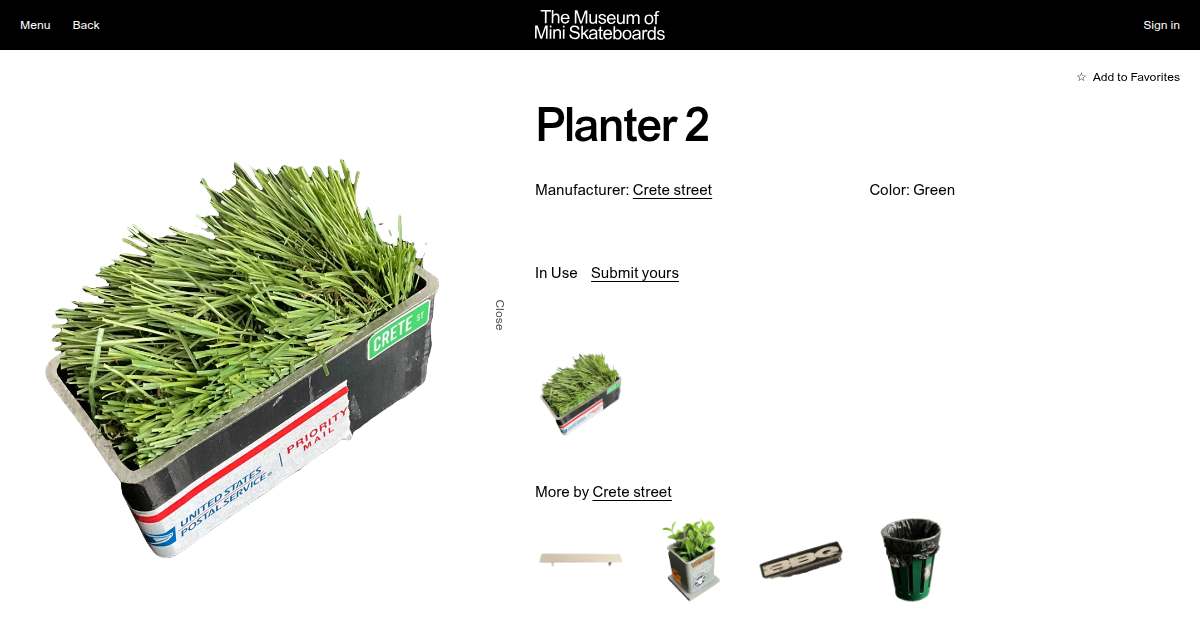 Menu
Back
The Museum of
Mini Skateboards
Sign in
☆ Add to Favorites
Planter 2
Manufacturer: Crete street
Color: Green
In Use
Submit yours
Close
CRETE ST
PRIORITY
MAIL
UNITED STATES
POSTAL SERVICE
More by Crete street
BBC